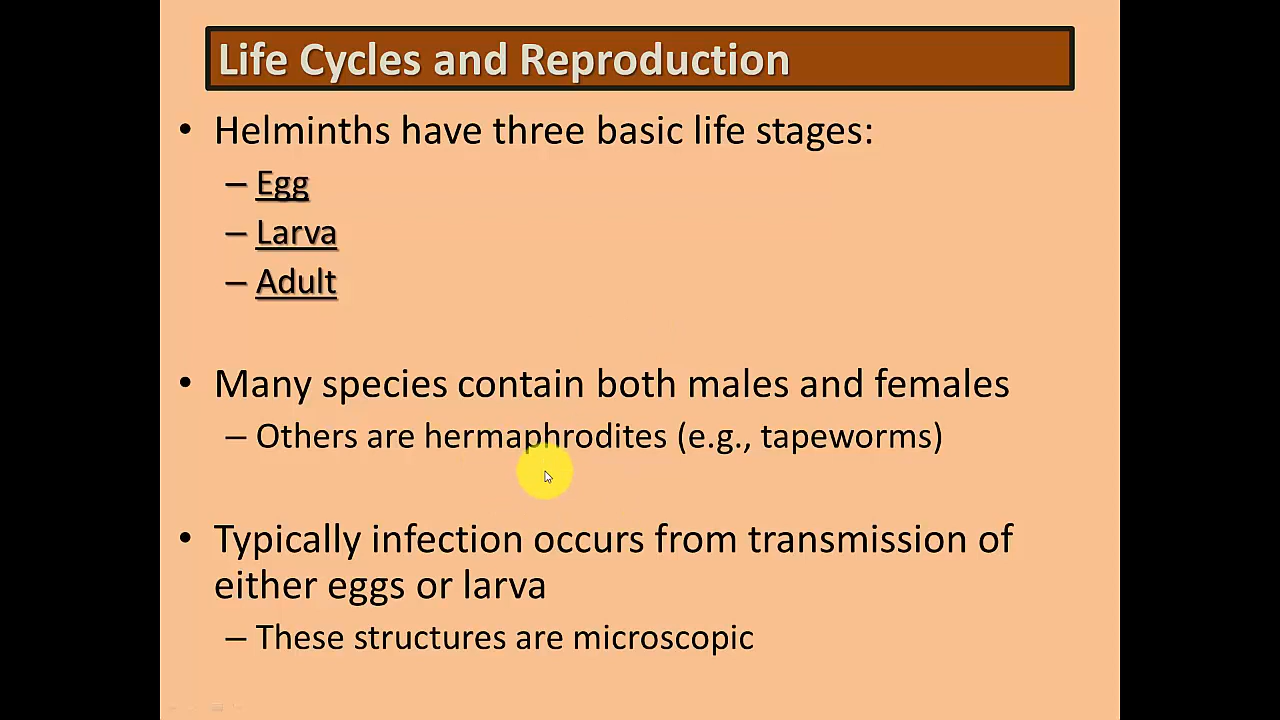 Life Cycles and Reproduction
• Helminths have three basic life stages:
– Egg
– Larva
– Adult
• Many species contain both males and females
– Others are hermaphrodites (e.g., tapeworms)
• Typically infection occurs from transmission of
either eggs or larva
– These structures are microscopic